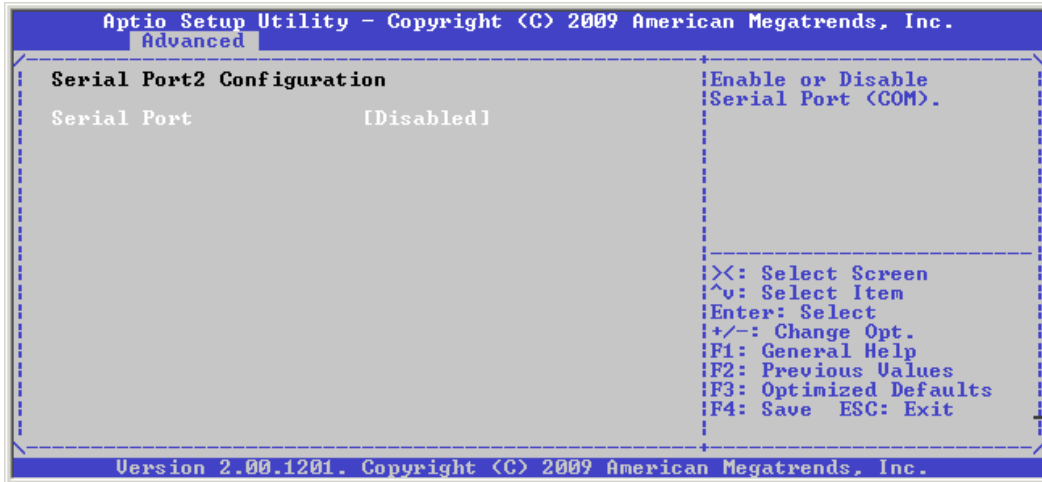 Aptio Setup Utility - Copyright (C) 2009 American Megatrends, Inc.
Advanced
Serial Port2 Configuration
Serial Port [Disabled]
Enable or Disable
Serial Port (COM).
><: Select Screen
^v: Select Item
Enter: Select
+/-: Change Opt.
F1: General Help
F2: Previous Values
F3: Optimized Defaults
F4: Save ESC: Exit
Version 2.00.1201. Copyright (C) 2009 American Megatrends, Inc.